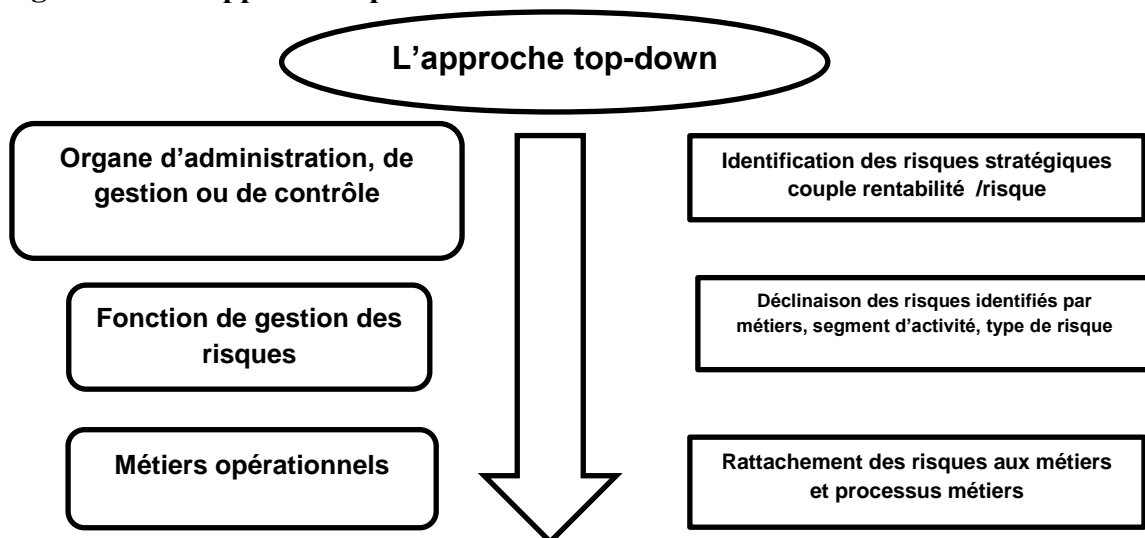 L'approche top-down
Organe d'administration, de
gestion ou de contrôle
Identification des risques stratégiques
couple rentabilité /risque
Fonction de gestion des
risques
Déclinaison des risques identifiés par
métiers, segment d'activité, type de risque
Métiers opérationnels
Rattachement des risques aux métiers
et processus métiers